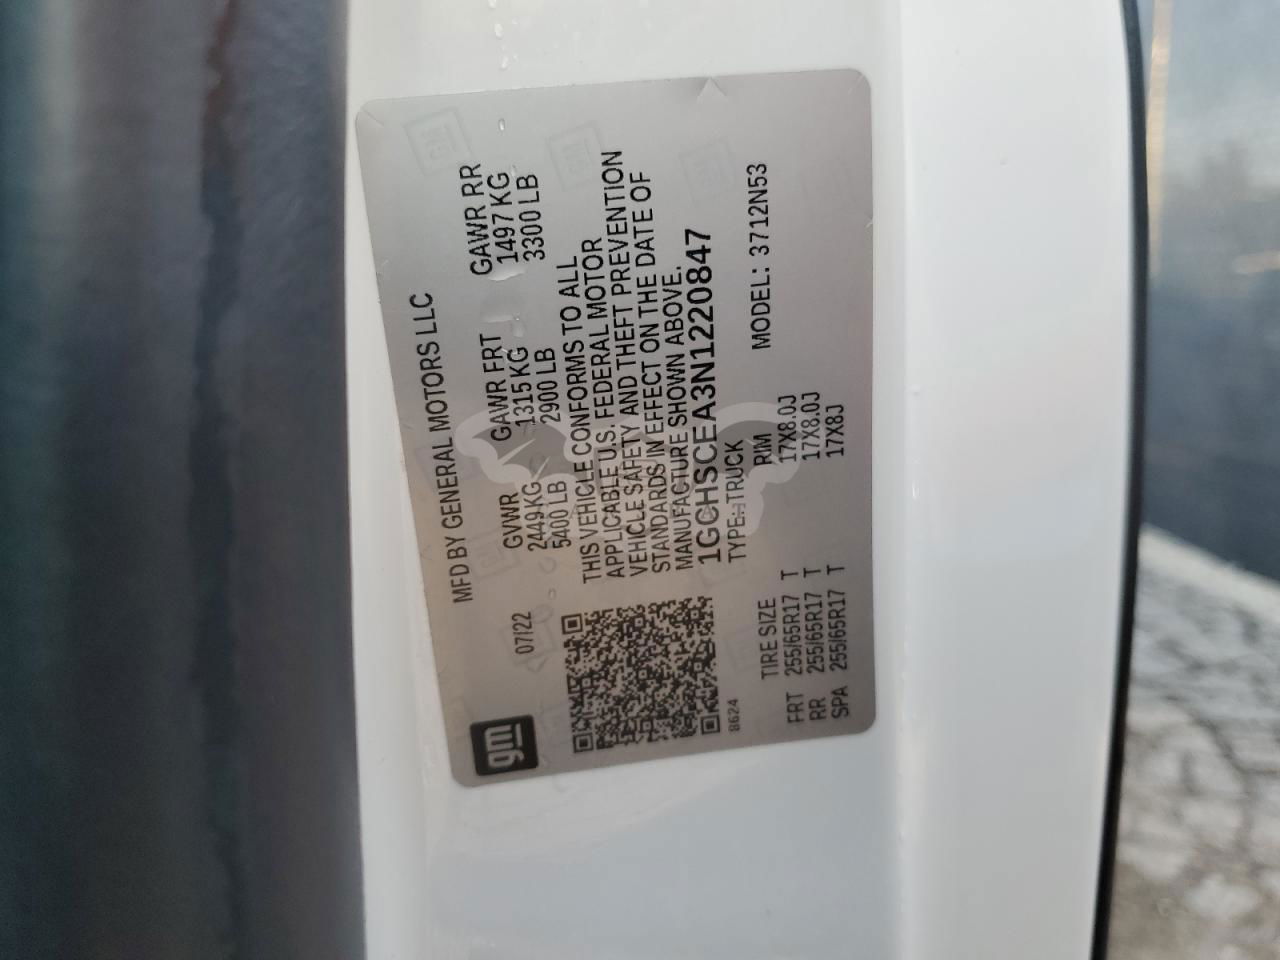 gm
MFD BY GENERAL MOTORS LLC
07/22 GVWR GAWR FRT GAWR RR
2449 KG 1315 KG 1497 KG
5400 LB 2900 LB 3300 LB
THIS VEHICLE CONFORMS TO ALL
APPLICABLE U.S. FEDERAL MOTOR
VEHICLE SAFETY AND THEFT PREVENTION
STANDARDS IN EFFECT ON THE DATE OF
MANUFACTURE SHOWN ABOVE.
1GCHSCEA3N1220847
8624 TYPE: TRUCK MODEL: 3712N53
TIRE SIZE RIM
FRT 255/65R17 T 17X8.0J
RR 255/65R17 T 17X8.0J
SPA 255/65R17 T 17X8J